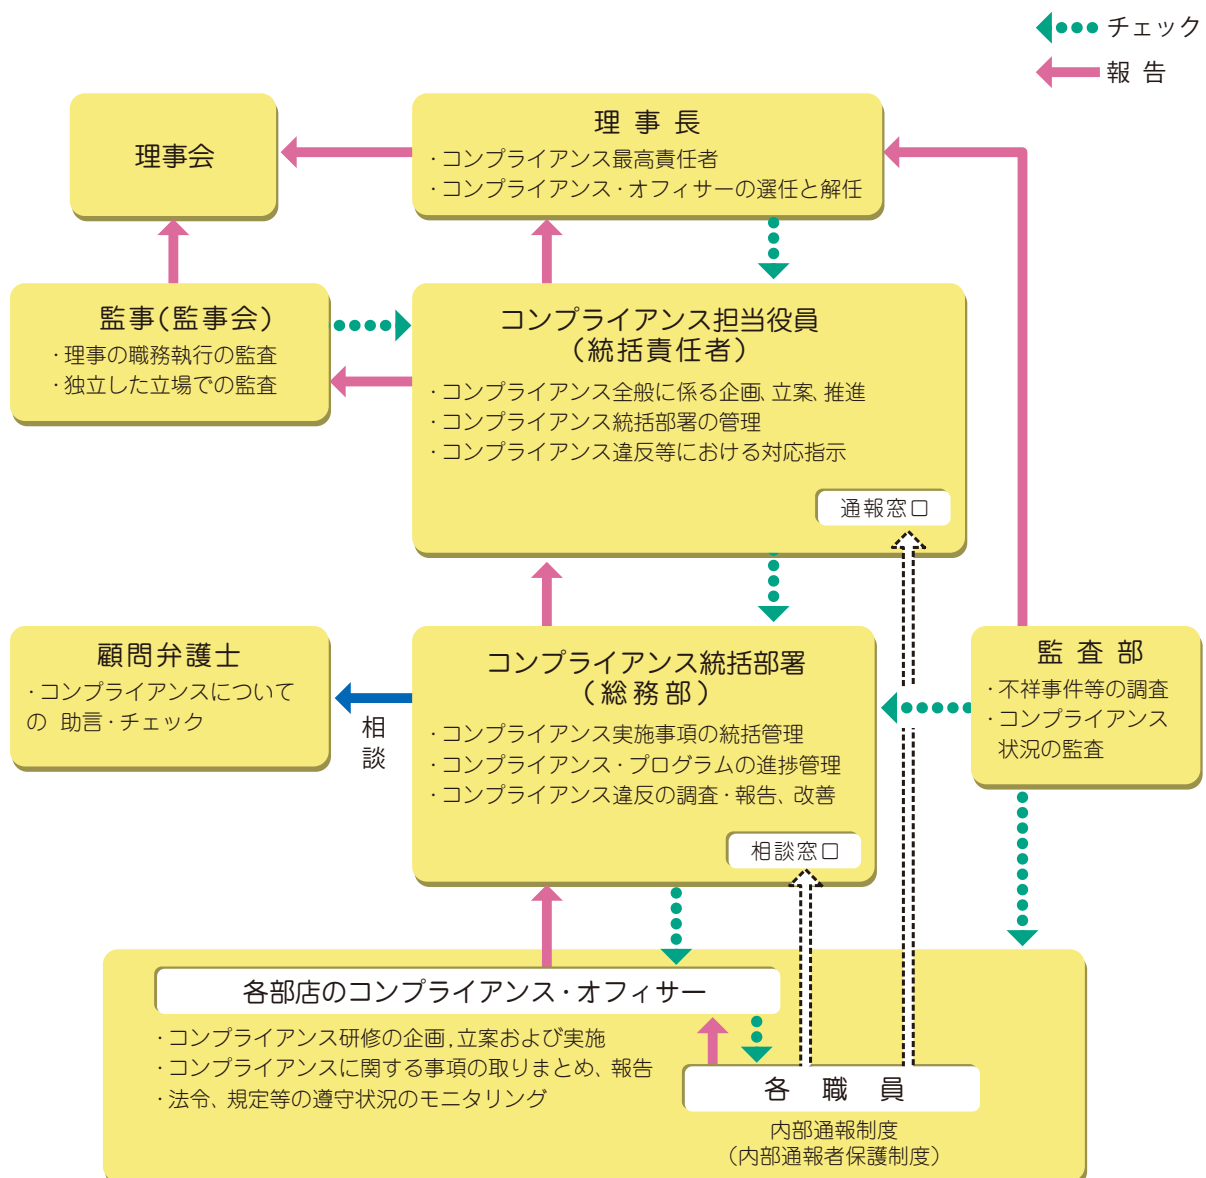 チェック
報 告
理事会
理 事 長
・コンプライアンス最高責任者
・コンプライアンス・オフィサーの選任と解任
監事(監事会)
・理事の職務執行の監査
・独立した立場での監査
コンプライアンス担当役員
(統括責任者)
・コンプライアンス全般に係る企画、立案、推進
・コンプライアンス統括部署の管理
・コンプライアンス違反等における対応指示
通報窓口
顧問弁護士
・コンプライアンスについて
の 助言・チェック
相
談
コンプライアンス統括部署
(総務部)
・コンプライアンス実施事項の統括管理
・コンプライアンス・プログラムの進捗管理
・コンプライアンス違反の調査・報告、改善
相談窓口
監 査 部
・不祥事件等の調査
・コンプライアンス
状況の監査
各部店のコンプライアンス・オフィサー
・コンプライアンス研修の企画,立案および実施
・コンプライアンスに関する事項の取りまとめ、報告
・法令、規定等の遵守状況のモニタリング
各 職 員
内部通報制度
(内部通報者保護制度)